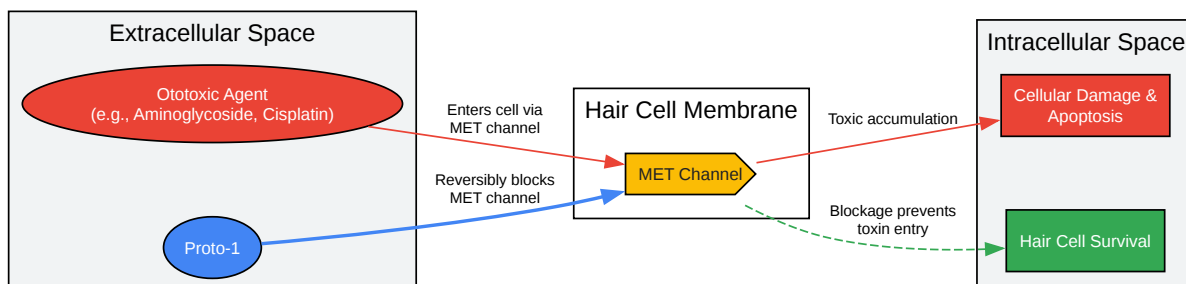 Extracellular Space
Ototoxic Agent
(e.g., Aminoglycoside, Cisplatin)
Proto-1
Enters cell via
MET channel
Reversibly blocks
MET channel
Hair Cell Membrane
MET Channel
Toxic accumulation
Blockage prevents
toxin entry
Intracellular Space
Cellular Damage &
Apoptosis
Hair Cell Survival